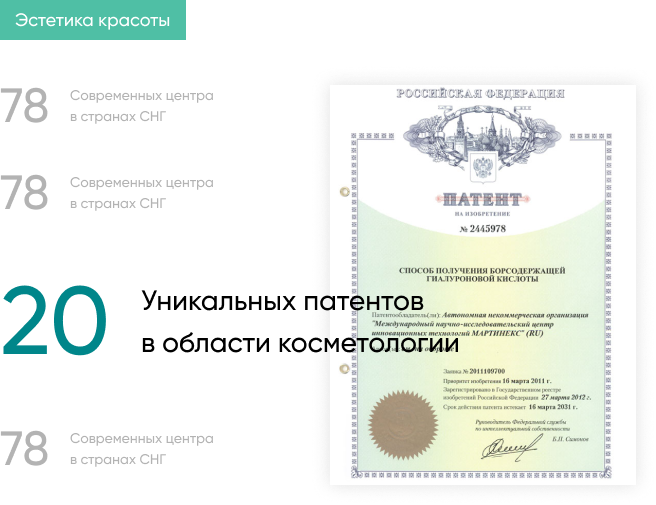 Эстетика красоты
78
Современных центра
в странах СНГ
78
Современных центра
в странах СНГ
20
Уникальных патентов
в области косметологии
78
Современных центра
в странах СНГ
РОССИЙСКАЯ ФЕДЕРАЦИЯ
ПАТЕНТ
НА ИЗОБРЕТЕНИЕ
№ 2445978
СПОСОБ ПОЛУЧЕНИЯ БОРСОДЕРЖАЩЕЙ
ГИАЛУРОНОВОЙ КИСЛОТЫ
Патентообладатель(ли): Автономная некоммерческая организация
"Международный научно-исследовательский центр
инновационных технологий МАРТИНЕКС" (RU)
Заявка № 2011109700
Приоритет изобретения 16 марта 2011 г.
Зарегистрировано в Государственном реестре
изобретений Российской Федерации 27 марта 2012 г.
Срок действия патента истекает 16 марта 2031 г.
Руководитель Федеральной службы
по интеллектуальной собственности
Б.П. Симонов